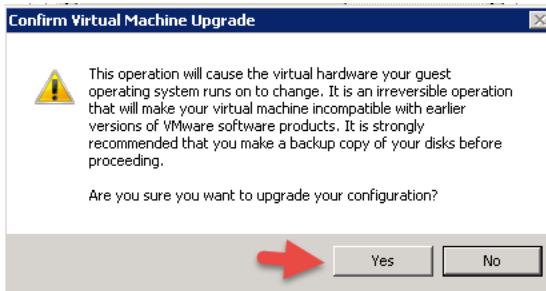 Confirm Virtual Machine Upgrade
This operation will cause the virtual hardware your guest
operating system runs on to change. It is an irreversible operation
that will make your virtual machine incompatible with earlier
versions of VMware software products. It is strongly
recommended that you make a backup copy of your disks before
proceeding.
Are you sure you want to upgrade your configuration?
Yes
No